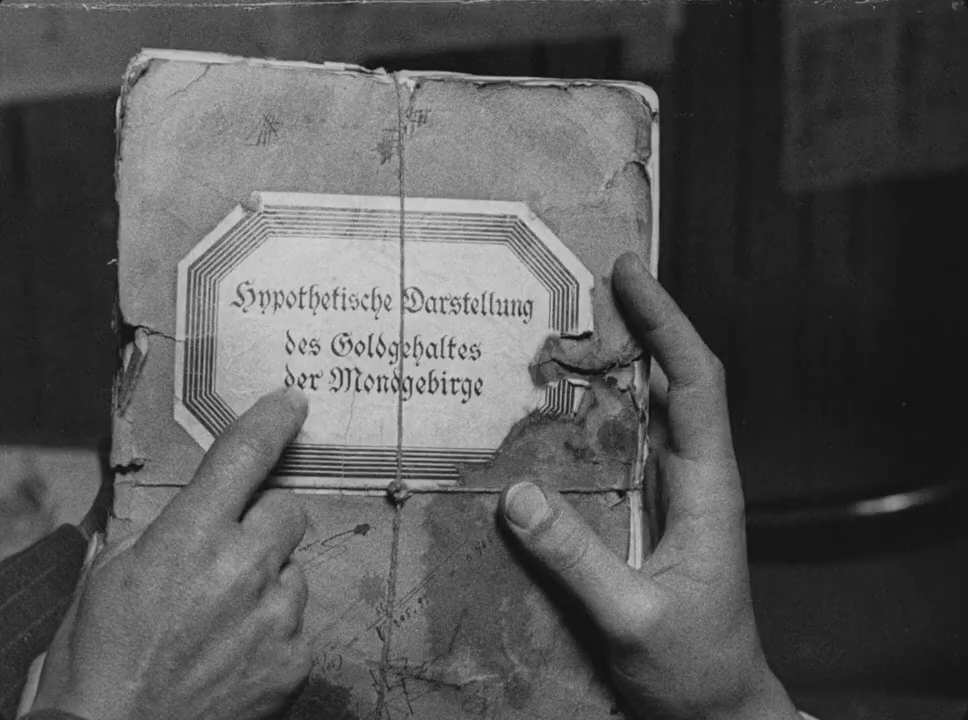 Hypothetische Darstellung
des Goldgehaltes
der Mondgebirge